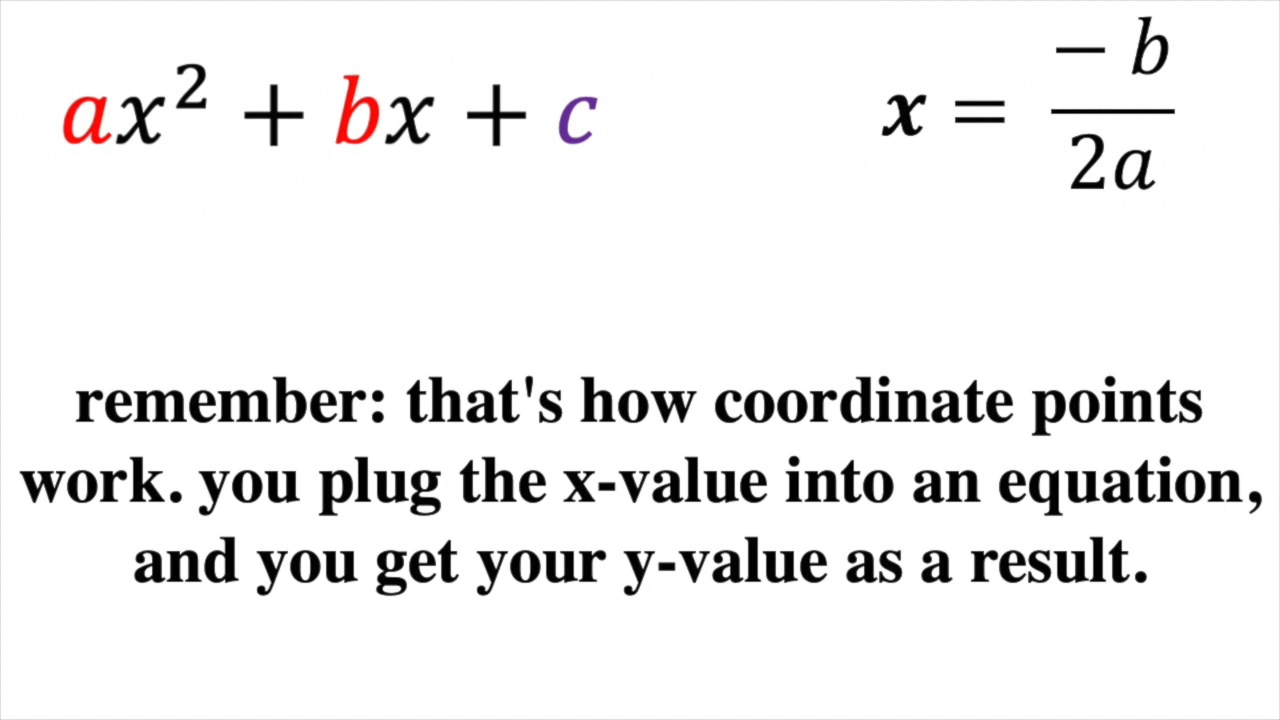 ax² + bx + c
x = −b/2a
remember: that's how coordinate points
work. you plug the x-value into an equation,
and you get your y-value as a result.